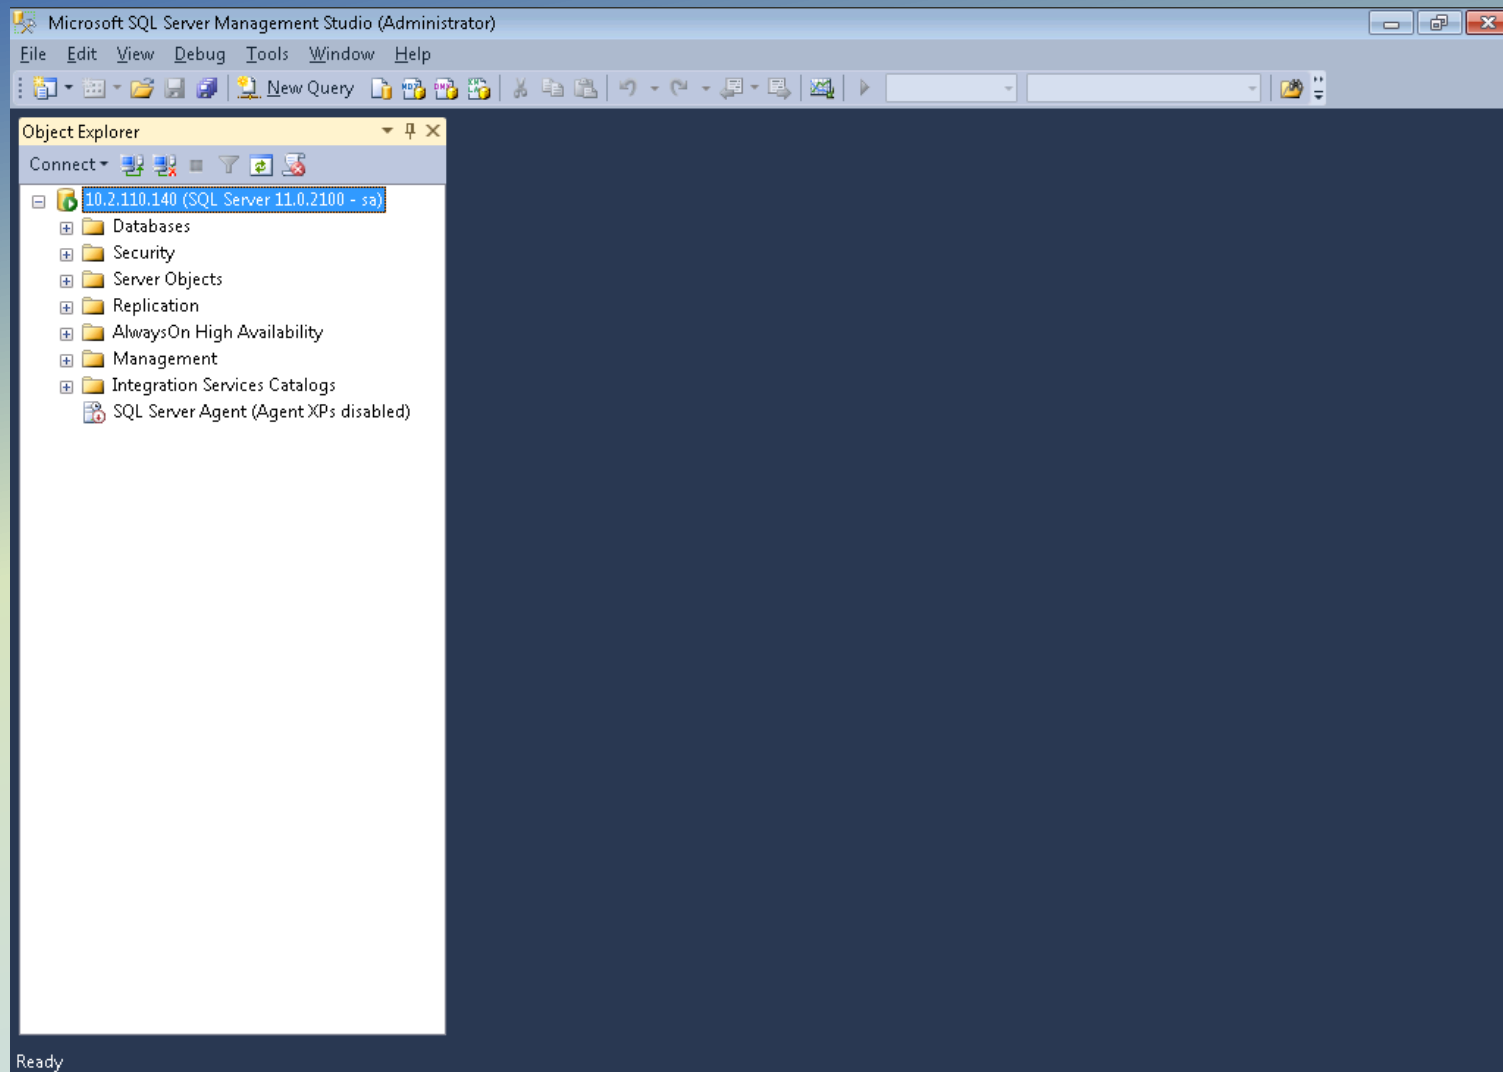 Microsoft SQL Server Management Studio (Administrator)
File Edit View Debug Tools Window Help
New Query
Object Explorer
Connect
10.2.110.140 (SQL Server 11.0.2100 - sa)
Databases
Security
Server Objects
Replication
AlwaysOn High Availability
Management
Integration Services Catalogs
SQL Server Agent (Agent XPs disabled)
Ready